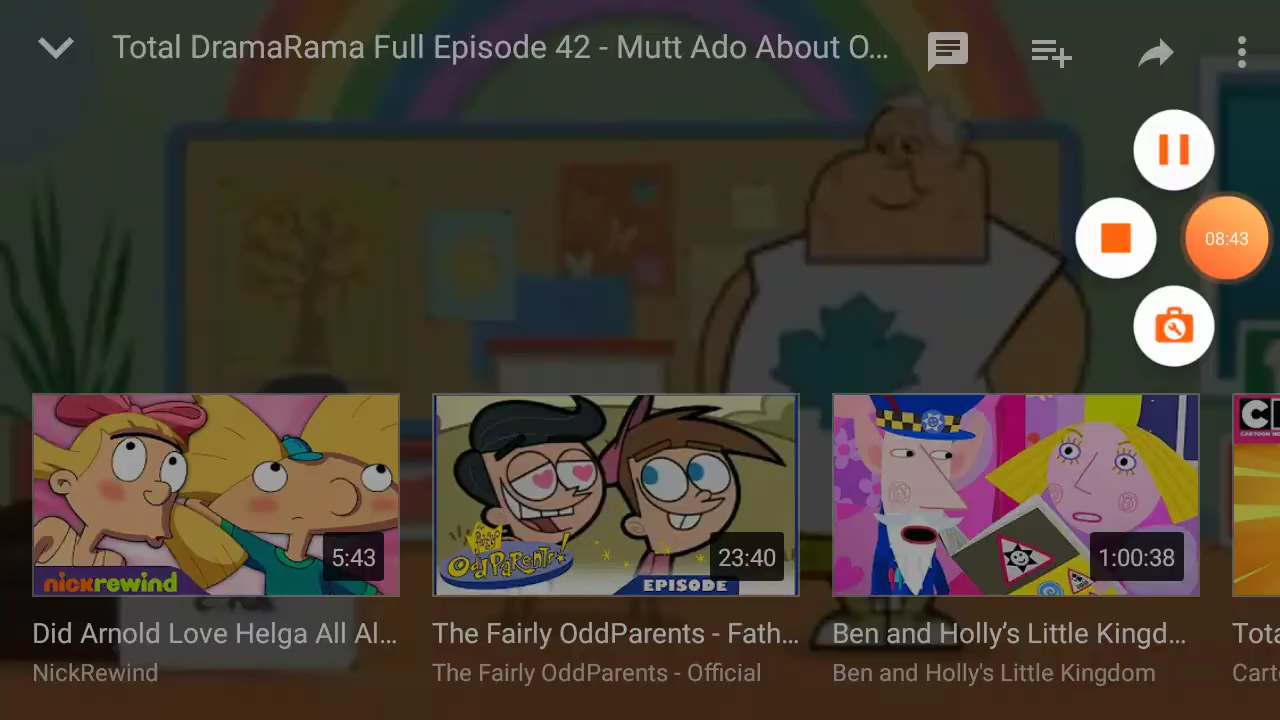 Total DramaRama Full Episode 42 - Mutt Ado About O...
08:43
nickrewind
5:43
Fairly
OddParents!
EPISODE
23:40
1:00:38
Did Arnold Love Helga All Al...
The Fairly OddParents - Fath...
Ben and Holly's Little Kingd...
Tota
NickRewind
The Fairly OddParents - Official
Ben and Holly's Little Kingdom
Carto